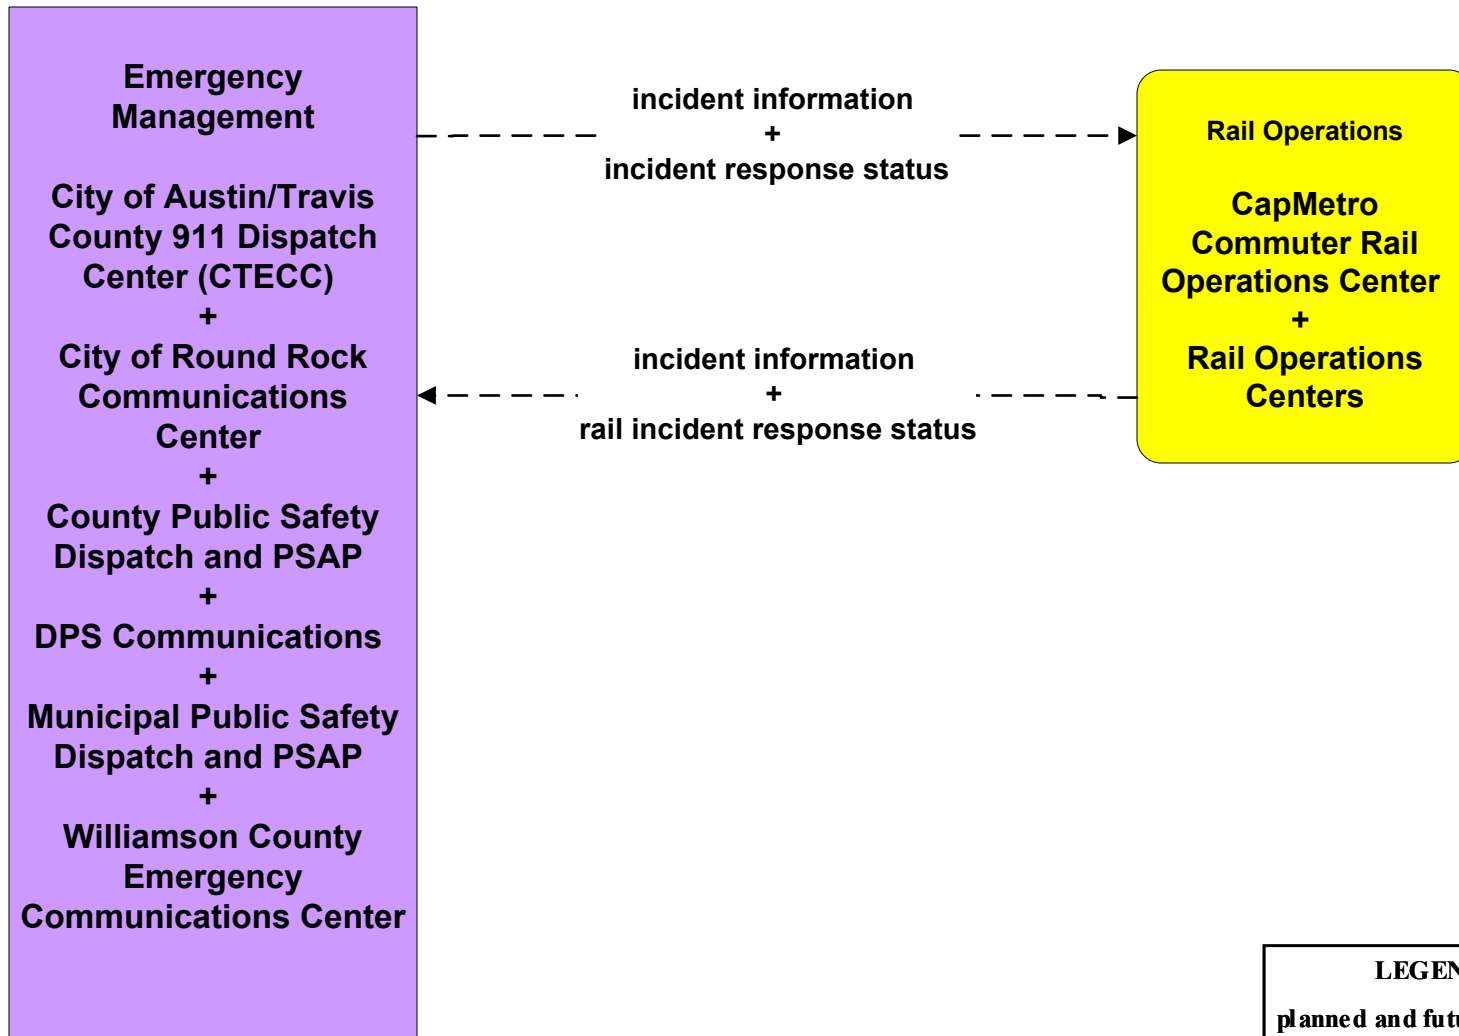 Emergency
Management
City of Austin/Travis
County 911 Dispatch
Center (CTECC)
+
City of Round Rock
Communications
Center
+
County Public Safety
Dispatch and PSAP
+
DPS Communications
+
Municipal Public Safety
Dispatch and PSAP
+
Williamson County
Emergency
Communications Center
incident information
+
incident response status
incident information
+
rail incident response status
Rail Operations
CapMetro
Commuter Rail
Operations Center
+
Rail Operations
Centers
planned and